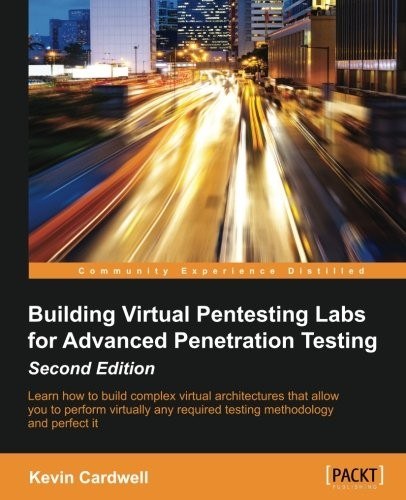 Community Experience Distilled
Building Virtual Pentesting Labs
for Advanced Penetration Testing
Second Edition
Learn how to build complex virtual architectures that allow
you to perform virtually any required testing methodology
and perfect it
Kevin Cardwell
[PACKT]
PUBLISHING